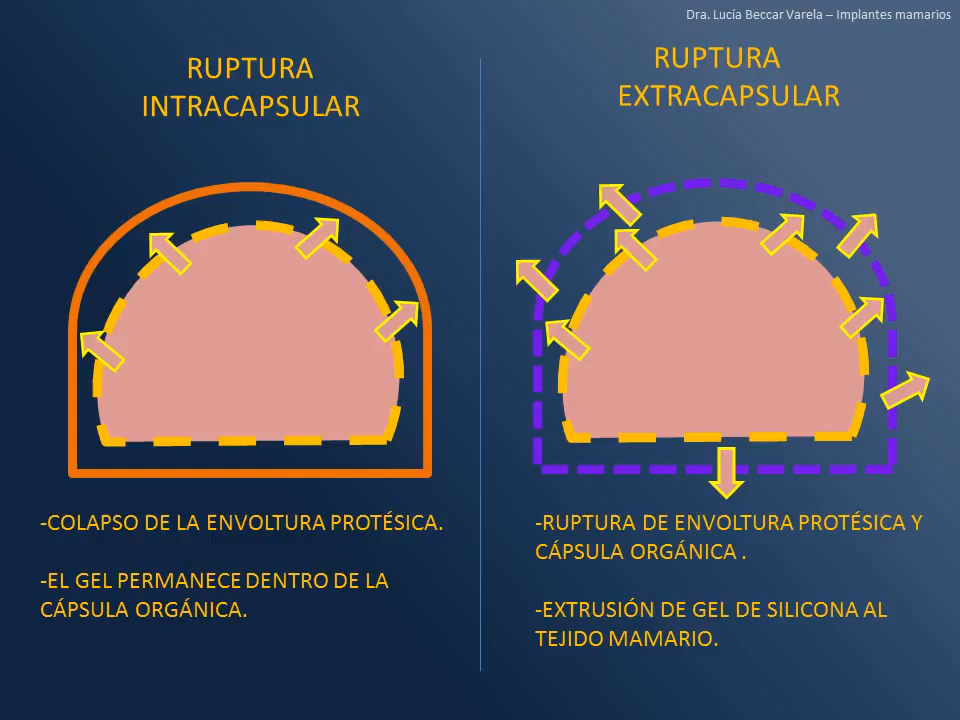 Dra. Lucía Beccar Varela – Implantes mamarios
RUPTURA
INTRACAPSULAR
RUPTURA
EXTRACAPSULAR
-COLAPSO DE LA ENVOLTURA PROTÉSICA.
-EL GEL PERMANECE DENTRO DE LA
CÁPSULA ORGÁNICA.
-RUPTURA DE ENVOLTURA PROTÉSICA Y
CÁPSULA ORGÁNICA .
-EXTRUSIÓN DE GEL DE SILICONA AL
TEJIDO MAMARIO.